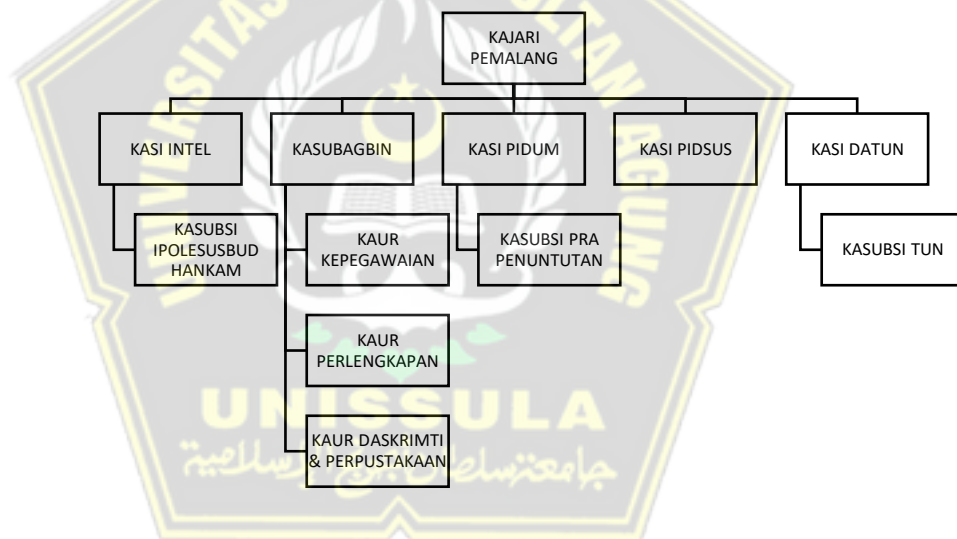 KAJARI
PEMALANG
KASI INTEL
KASUBAGBIN
KASI PIDUM
KASI PIDSUS
KASI DATUN
KASUBSI
IPOLESUSBUD
HANKAM
KAUR
KEPEGAWAIAN
KASUBSI PRA
PENUNTUTAN
KASUBSI TUN
KAUR
PERLENGKAPAN
KAUR DASKRIMTI
& PERPUSTAKAAN
UNISSULA